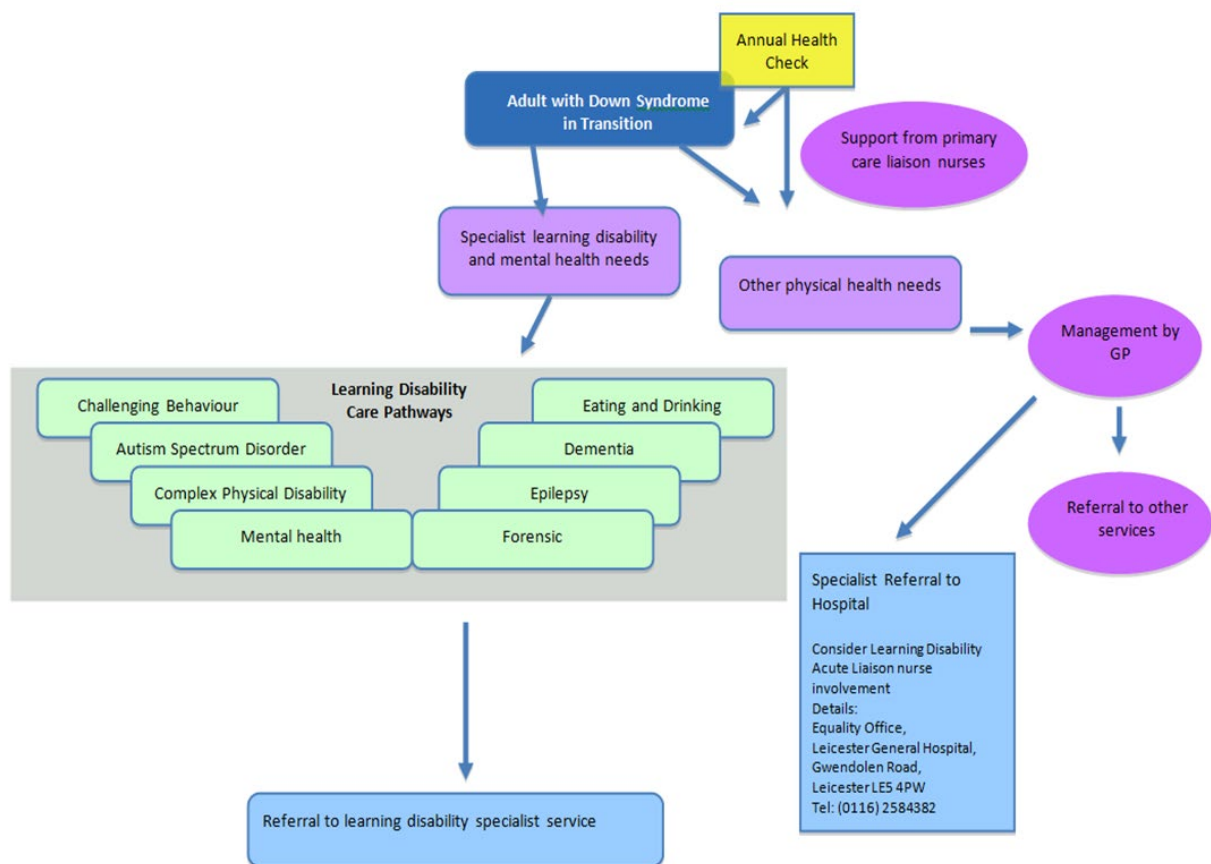 Annual Health
Check
Adult with Down Syndrome
in Transition
Support from primary
care liaison nurses
Specialist learning disability
and mental health needs
Other physical health needs
Management by
GP
Learning Disability
Care Pathways
Challenging Behaviour
Autism Spectrum Disorder
Complex Physical Disability
Mental health
Eating and Drinking
Dementia
Epilepsy
Forensic
Referral to other
services
Specialist Referral to
Hospital
Consider Learning Disability
Acute Liaison nurse
involvement
Details:
Equality Office,
Leicester General Hospital,
Gwendolen Road,
Leicester LE5 4PW
Tel: (0116) 2584382
Referral to learning disability specialist service